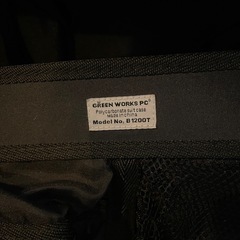 GREEN WORKS PC®
Polycarbonate suit case
made in china
Model No. B1200T